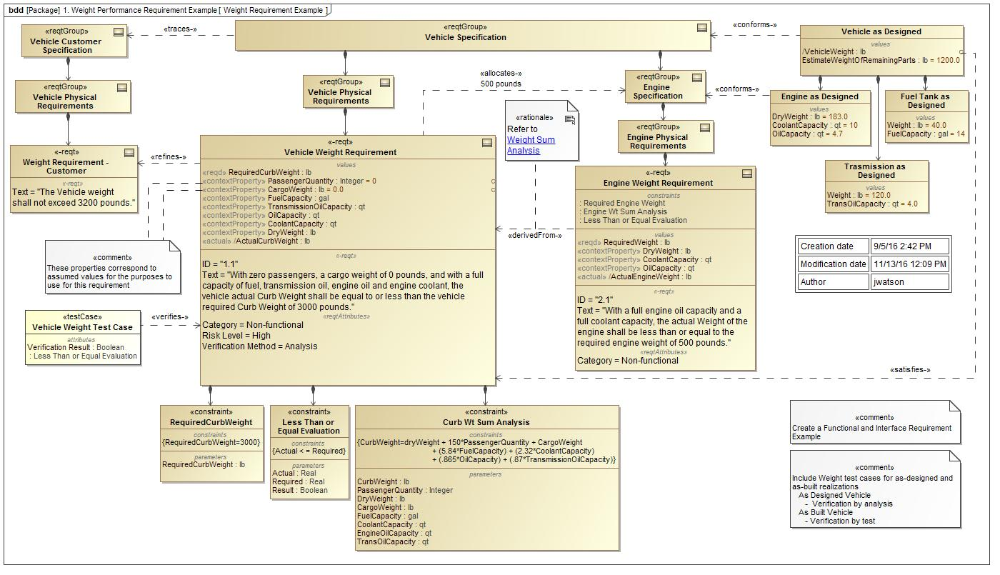 bdd [Package] 1. Weight Performance Requirement Example [ Weight Requirement Example ]
«reqtGroup»
Vehicle Customer
Specification
«traces-»
«reqtGroup»
Vehicle Specification
«conforms-»
Vehicle as Designed
values
/VehicleWeight : lb
EstimateWeightOfRemainingParts : lb = 1200.0
«reqtGroup»
Vehicle Physical
Requirements
«reqtGroup»
Vehicle Physical
Requirements
«allocates-»
500 pounds
«reqtGroup»
Engine
Specification
«conforms-»
Engine as Designed
values
DryWeight : lb = 183.0
CoolantCapacity : qt = 10
OilCapacity : qt = 4.7
Fuel Tank as
Designed
values
Weight : lb = 40.0
FuelCapacity : gal = 14
«rationale»
Refer to
Weight Sum
Analysis
«reqtGroup»
Engine Physical
Requirements
Trasmission as
Designed
values
Weight : lb = 120.0
TransOilCapacity : qt = 4.0
«-reqt»
Weight Requirement -
Customer
«-reqt»
Text = "The Vehicle weight
shall not exceed 3200 pounds."
«refines-»
«-reqt»
Vehicle Weight Requirement
values
«reqd» RequiredCurbWeight : lb
«contextProperty» PassengerQuantity : Integer = 0
«contextProperty» CargoWeight : lb = 0.0
«contextProperty» FuelCapacity : gal
«contextProperty» TransmissionOilCapacity : qt
«contextProperty» OilCapacity : qt
«contextProperty» CoolantCapacity : qt
«contextProperty» DryWeight : lb
«actual» /ActualCurbWeight : lb
«-reqt»
ID = "1.1"
Text = "With zero passengers, a cargo weight of 0 pounds, and with a full
capacity of fuel, transmission oil, engine oil and engine coolant, the
vehicle actual Curb Weight shall be equal to or less than the vehicle
required Curb Weight of 3000 pounds."
«reqtAttributes»
Category = Non-functional
Risk Level = High
Verification Method = Analysis
«derivedFrom-»
«-reqt»
Engine Weight Requirement
constraints
: Required Engine Weight
: Engine Wt Sum Analysis
: Less Than or Equal Evaluation
values
«reqd» RequiredWeight : lb
«contextProperty» DryWeight : lb
«contextProperty» CoolantCapacity : qt
«contextProperty» OilCapacity : qt
«actual» /ActualEngineWeight : lb
«-reqt»
ID = "2.1"
Text = "With a full engine oil capacity and a
full coolant capacity, the actual Weight of the
engine shall be less than or equal to the
required engine weight of 500 pounds."
«reqtAttributes»
Category = Non-functional
Creation date 9/5/16 2:42 PM
Modification date 11/13/16 12:09 PM
Author jwatson
«comment»
These properties correspond to
assumed values for the purposes to
use for this requirement
«testCase»
Vehicle Weight Test Case
attributes
Verification Result : Boolean
: Less Than or Equal Evaluation
«verifies-»
«satisfies-»
«constraint»
RequiredCurbWeight
constraints
{RequiredCurbWeight=3000}
parameters
RequiredCurbWeight : lb
«constraint»
Less Than or
Equal Evaluation
constraints
{Actual < = Required}
parameters
Actual : Real
Required : Real
Result : Boolean
«constraint»
Curb Wt Sum Analysis
constraints
{CurbWeight=dryWeight + 150*PassengerQuantity + CargoWeight
+ (5.84*FuelCapacity) + (2.32*CoolantCapacity)
+ (.865*OilCapacity) + (.87*TransmissionOilCapacity)}
parameters
CurbWeight : lb
PassengerQuantity : Integer
DryWeight : lb
CargoWeight : lb
FuelCapacity : gal
CoolantCapacity : qt
EngineOilCapacity : qt
TransOilCapacity : qt
«comment»
Create a Functional and Interface Requirement
Example
«comment»
Include Weight test cases for as-designed and
as-built realizations
As Designed Vehicle
- Verification by analysis
As Built Vehicle
- Verification by test